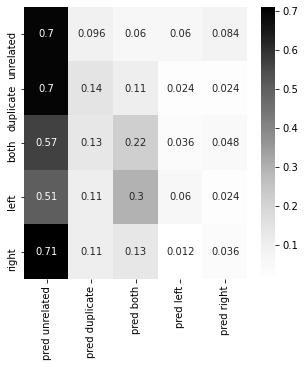 unrelated 0.7 0.096 0.06 0.06 0.084
duplicate 0.7 0.14 0.11 0.024 0.024
both 0.57 0.13 0.22 0.036 0.048
left 0.51 0.11 0.3 0.06 0.024
right 0.71 0.11 0.13 0.012 0.036
pred unrelated
pred duplicate
pred both
pred left
pred right
0.7
0.6
0.5
0.4
0.3
0.2
0.1